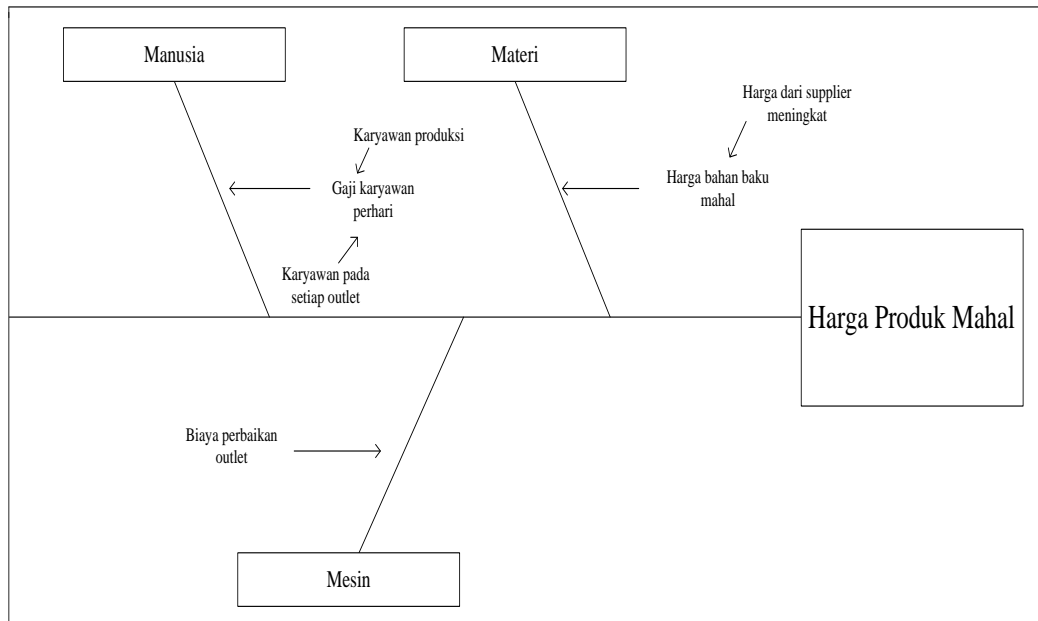 Manusia
Materi
Harga dari supplier
meningkat
Karyawan produksi
Gaji karyawan
perhari
Harga bahan baku
mahal
Karyawan pada
setiap outlet
Harga Produk Mahal
Biaya perbaikan
outlet
Mesin